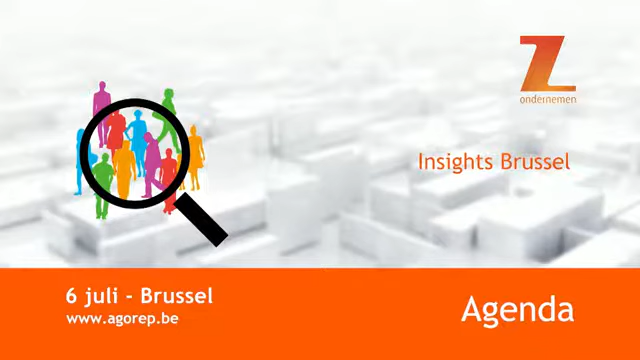 Z
ondernemen
Insights Brussel
6 juli - Brussel
www.agorep.be
Agenda